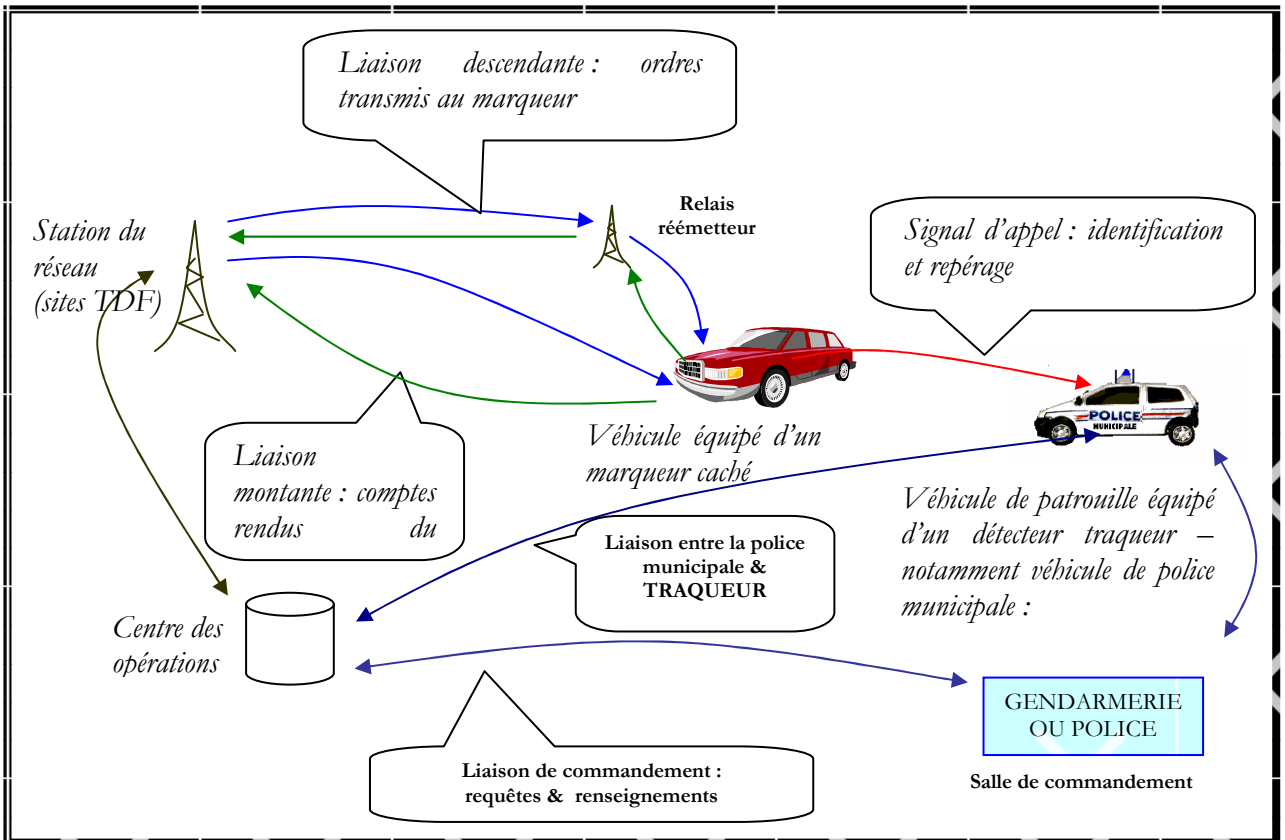 Liaison descendante : ordres
transmis au marqueur
Station du
réseau
(sites TDF)
Relais
réémetteur
Signal d'appel : identification
et repérage
POLICE
MUNICIPALE
Véhicule équipé d'un
marqueur caché
Liaison
montante : comptes
rendus du
Véhicule de patrouille équipé
d'un détecteur traqueur –
notamment véhicule de police
municipale :
Liaison entre la police
municipale &
TRAQUEUR
Centre des
opérations
GENDARMERIE
OU POLICE
Salle de commandement
Liaison de commandement :
requêtes & renseignements